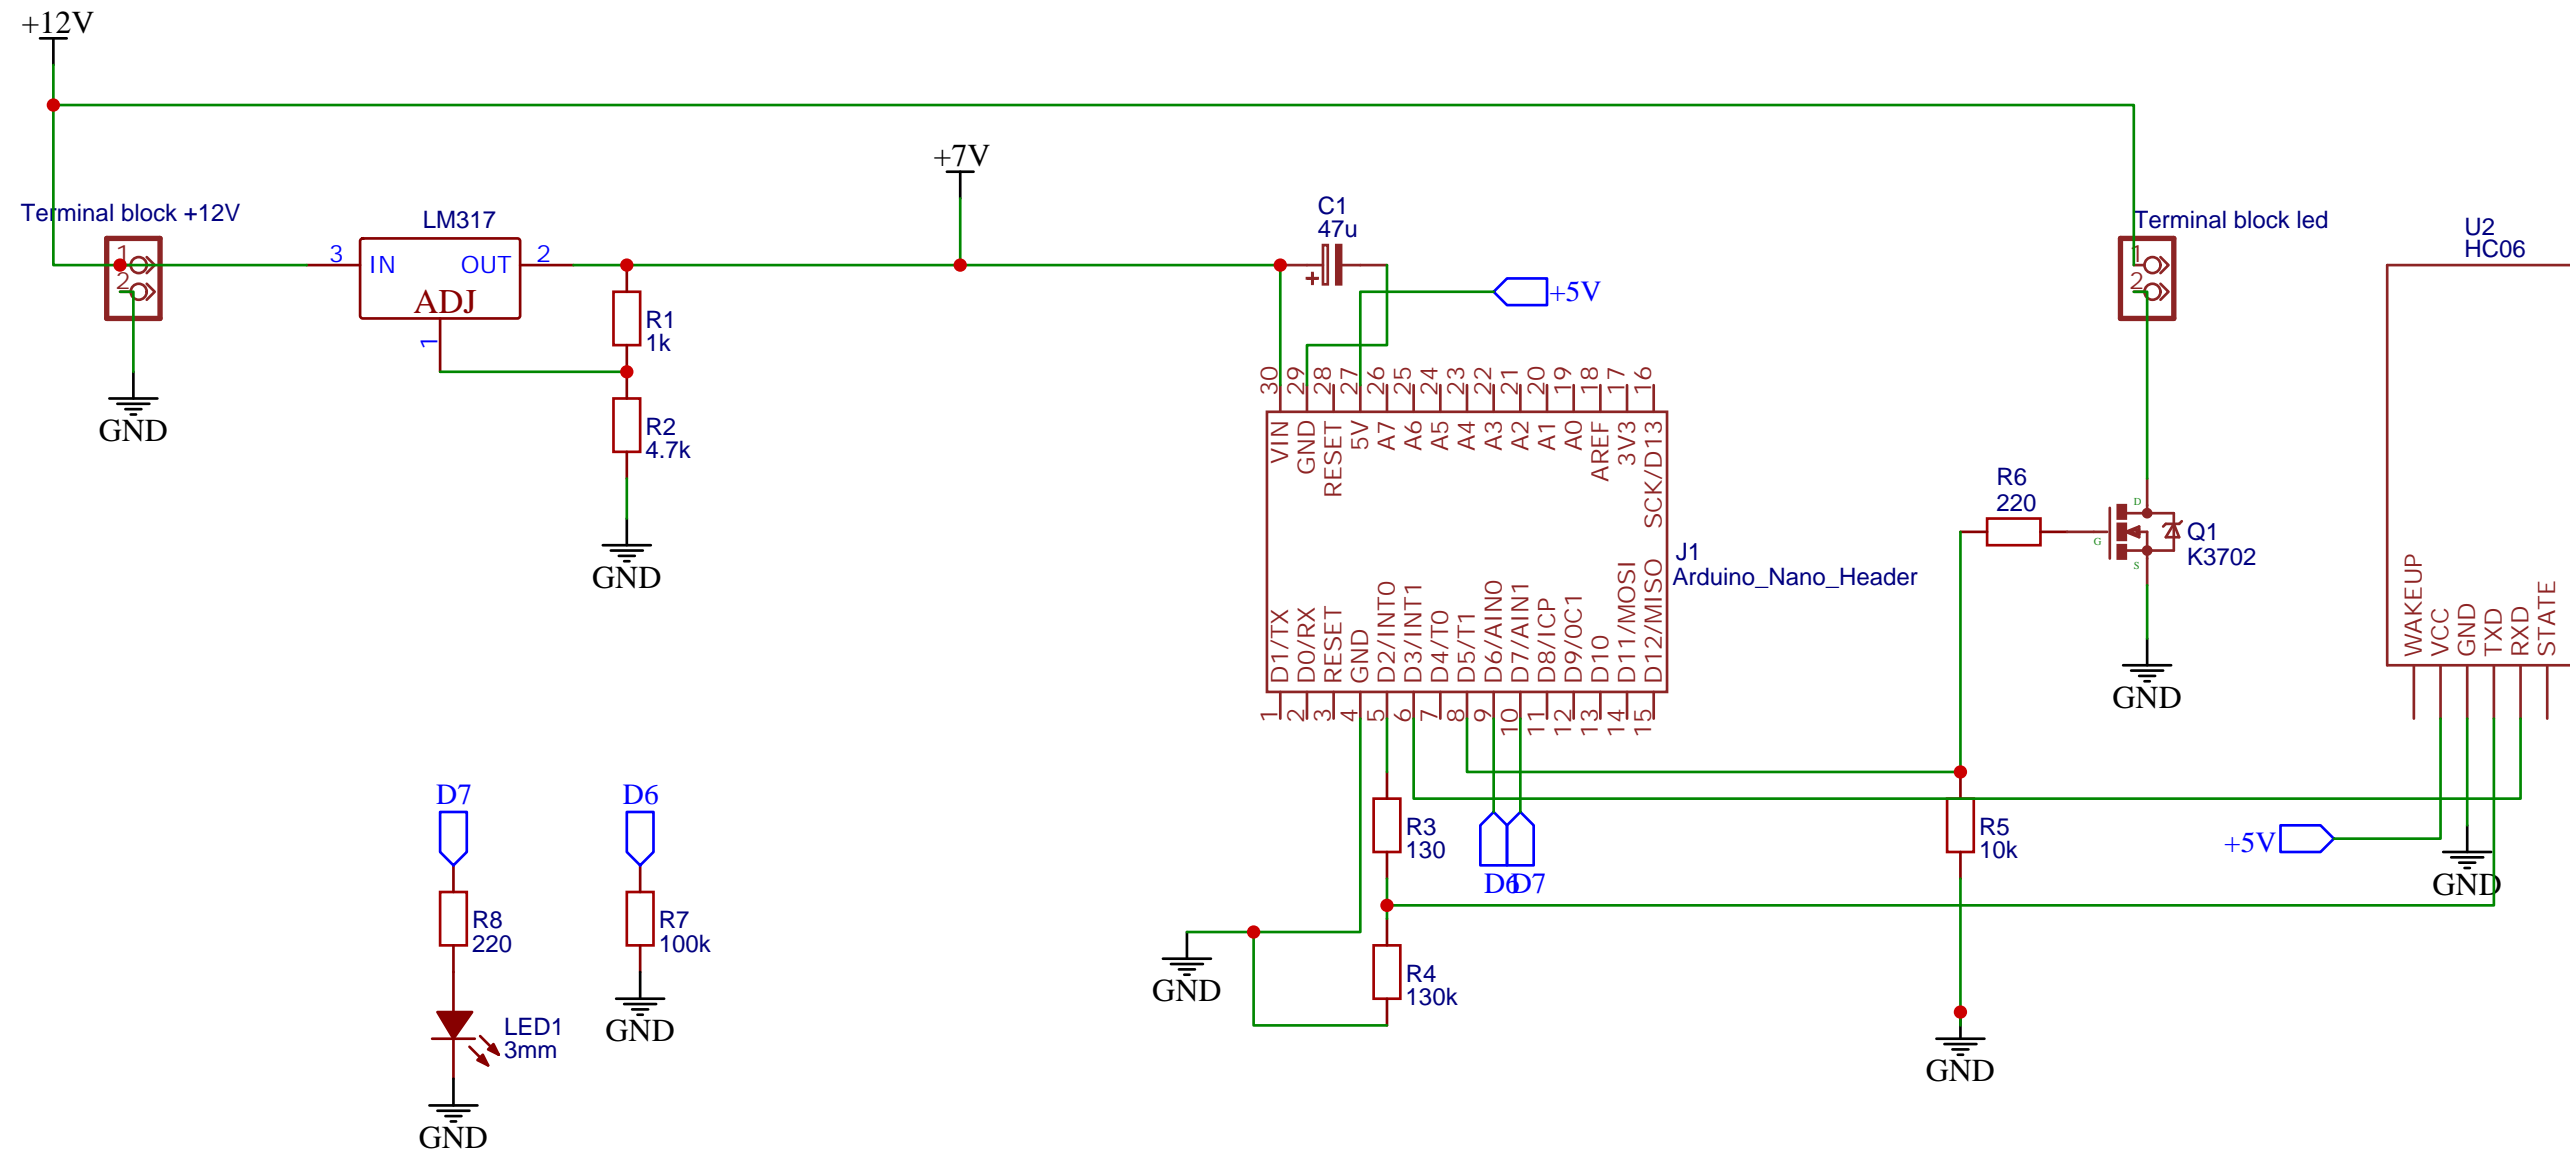 +12V
+7V
Terminal block +12V
1
2
GND
LM317
3
IN
OUT
2
ADJ
1
R1
1k
R2
4.7k
GND
C1
47u
+5V
30
29
28
27
26
25
24
23
22
21
20
19
18
17
16
VIN
GND
RESET
5V
A7
A6
A5
A4
A3
A2
A1
A0
AREF
3V3
SCK/D13
J1
Arduino_Nano_Header
D1/TX
D0/RX
RESET
GND
D2/INT0
D3/INT1
D4/T0
D5/T1
D6/AIN0
D7/AIN1
D8/ICP
D9/OC1
D10
D11/MOSI
D12/MISO
1
2
3
4
5
6
7
8
9
10
11
12
13
14
15
Terminal block led
1
2
R6
220
D
G
S
Q1
K3702
GND
U2
HC06
WAKEUP
VCC
GND
TXD
RXD
STATE
D7
R8
220
LED1
3mm
GND
D6
R7
100k
GND
R3
130
D6
D7
R4
130k
GND
R5
10k
GND
+5V
GND